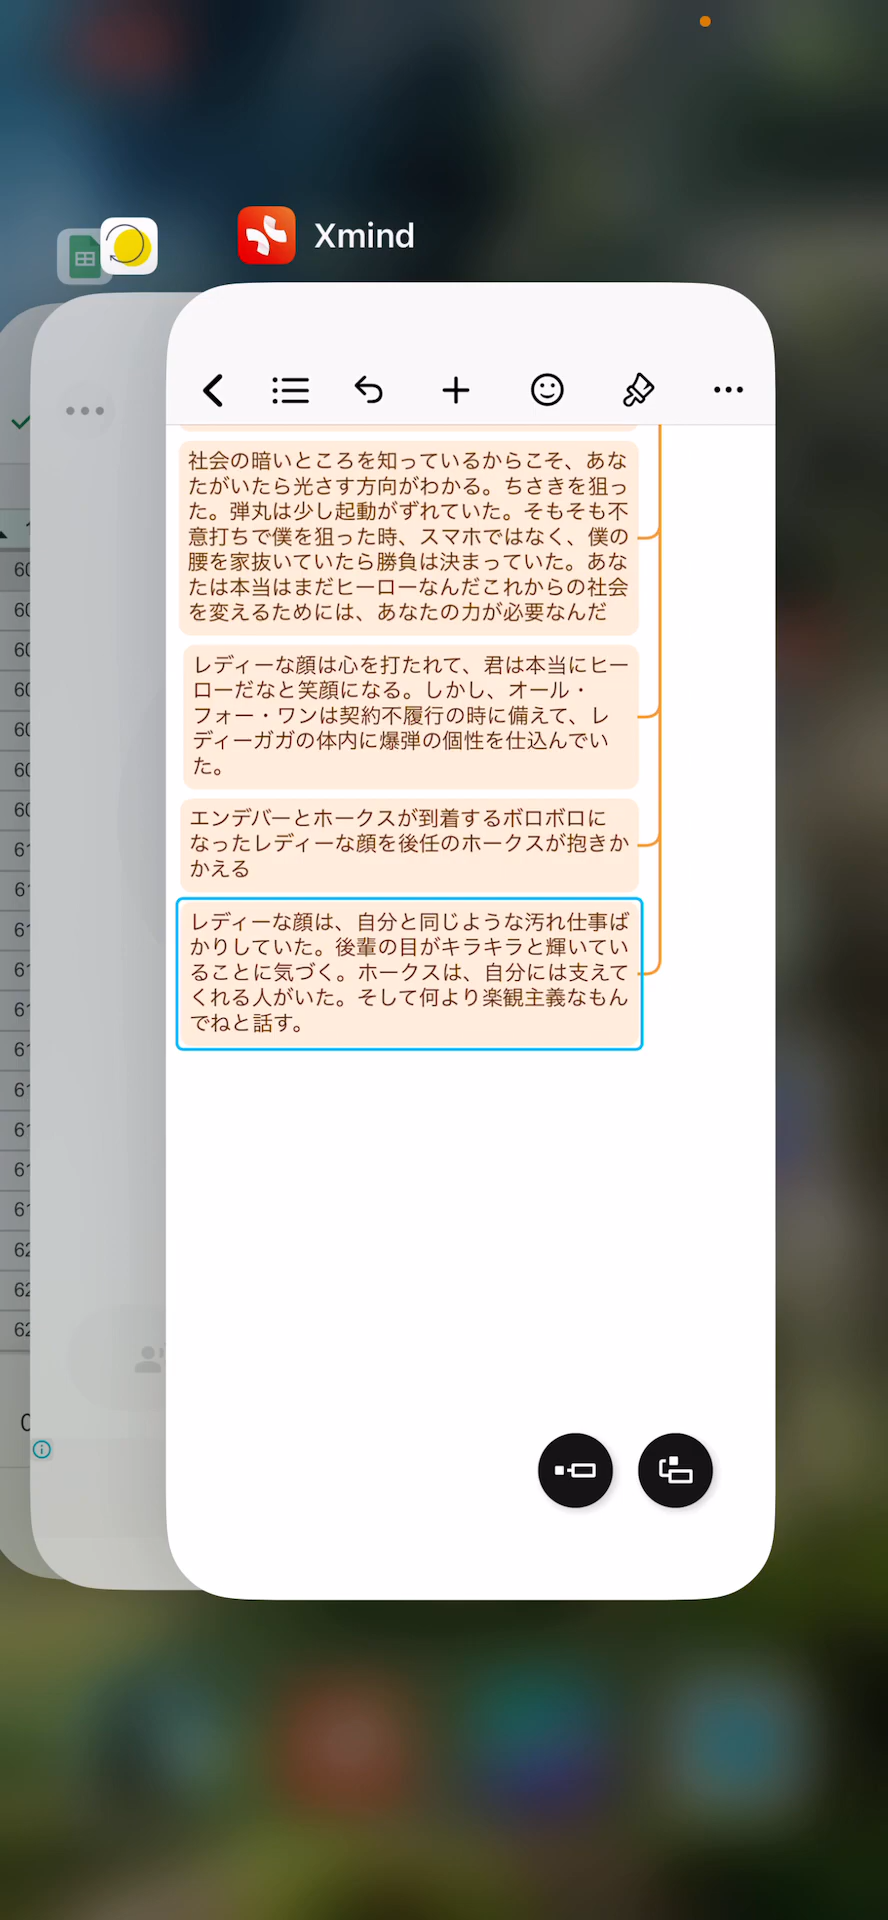 Xmind
社会の暗いところを知っているからこそ、あな
たがいたら光さす方向がわかる。ちさきを狙っ
た。弾丸は少し起動がずれていた。そもそも不
意打ちで僕を狙った時、スマホではなく、僕の
腰を家抜いていたら勝負は決まっていた。あな
たは本当はまだヒーローなんだこれからの社会
を変えるためには、あなたの力が必要なんだ
レディーな顔は心を打たれて、君は本当にヒー
ローだなと笑顔になる。しかし、オール・
フォー・ワンは契約不履行の時に備えて、レ
ディーガガの体内に爆弾の個性を仕込んでい
た。
エンデバーとホークスが到着するボロボロに
なったレディーな顔を後任のホークスが抱きか
かえる
レディーな顔は、自分と同じような汚れ仕事ば
かりしていた。後輩の目がキラキラと輝いてい
ることに気づく。ホークスは、自分には支えて
くれる人がいた。そして何より楽観主義なもん
でねと話す。